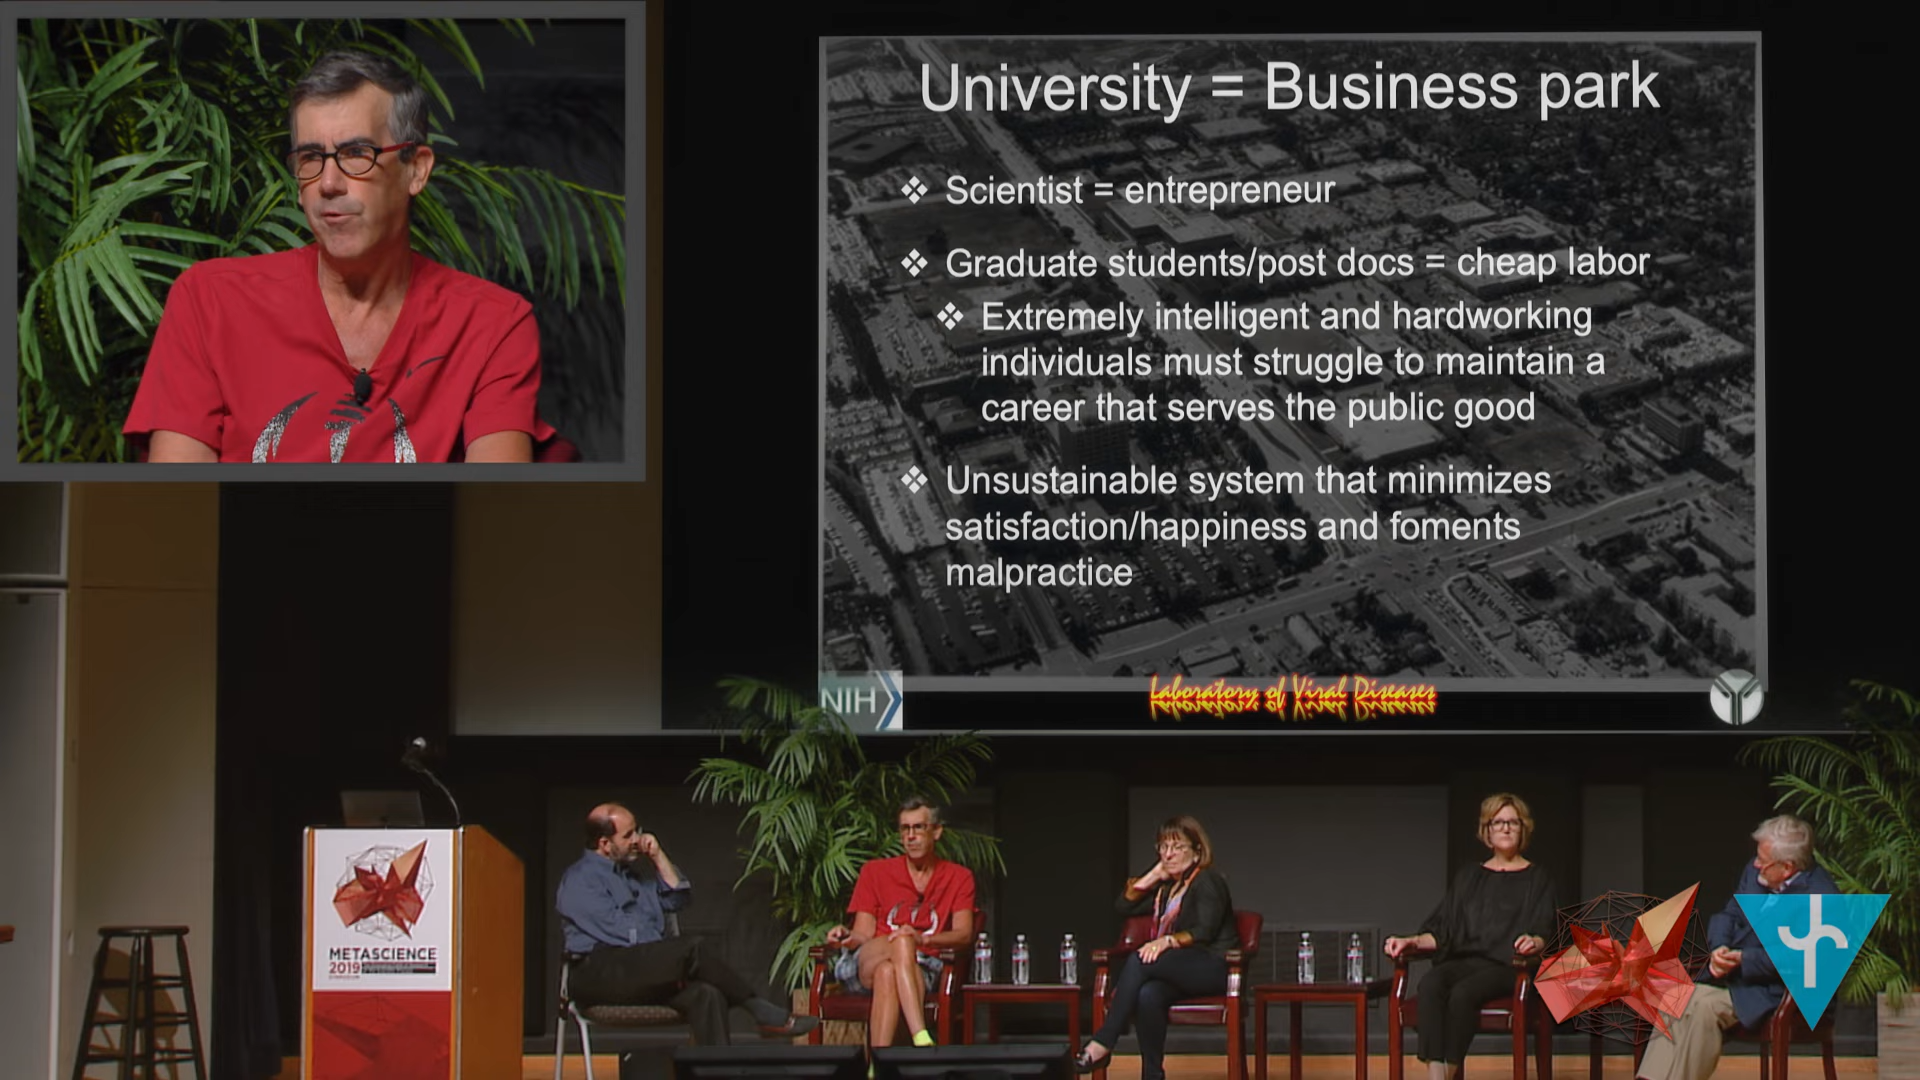 University = Business park
❖ Scientist = entrepreneur
❖ Graduate students/post docs = cheap labor
❖ Extremely intelligent and hardworking
individuals must struggle to maintain a
career that serves the public good
❖ Unsustainable system that minimizes
satisfaction/happiness and foments
malpractice
NIH
Laboratory of Viral Diseases
METASCIENCE
2019
SYMPOSIUM